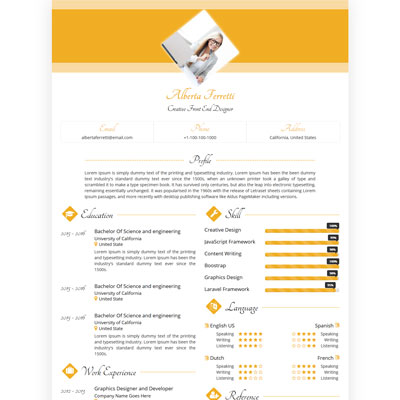 Alberta Ferretti
Creative Front End Designer
Email
Phone
Address
albertaferretti@email.com
+1-100-100-1000
California, United States
Profile
Lorem Ipsum is simply dummy text of the printing and typesetting industry. Lorem Ipsum has been the industry's standard
dummy text ever since the 1500s, when an unknown printer took a galley of type and scrambled it to make a type specimen
book. It has survived not only five centuries, but also the leap into electronic typesetting, remaining essentially unchanged.
It was popularised in the 1960s with the release of Letraset sheets containing Lorem Ipsum passages, and more recently
with desktop publishing software like Aldus PageMaker including versions.
Education
2015 - 2016
Bachelor Of Science and engineering
University of California
United State
Lorem Ipsum is simply dummy text of the
printing and typesetting. Lorem Ipsum has been the
industry's standard dummy text ever since the
1500s.
2015 - 2016
Bachelor Of Science and engineering
University of California
United State
2015 - 2016
Bachelor Of Science and engineering
University of California
United State
Lorem Ipsum is simply dummy text of the
printing and typesetting. Lorem Ipsum has been the
industry's standard dummy text ever since the
1500s.
Work Experience
2012 - 2013
Graphics Designer and Developer
Company Name Goes Here
Skill
Creative Design
JavaScript Framework
Content Writing
Boostrap
Graphics Design
Laravel Framework
Language
English US
Speaking
Writing
Listening
Spanish
Speaking
Writing
Listening
Dutch
Speaking
Writing
Listening
French
Speaking
Writing
Listening
Reference